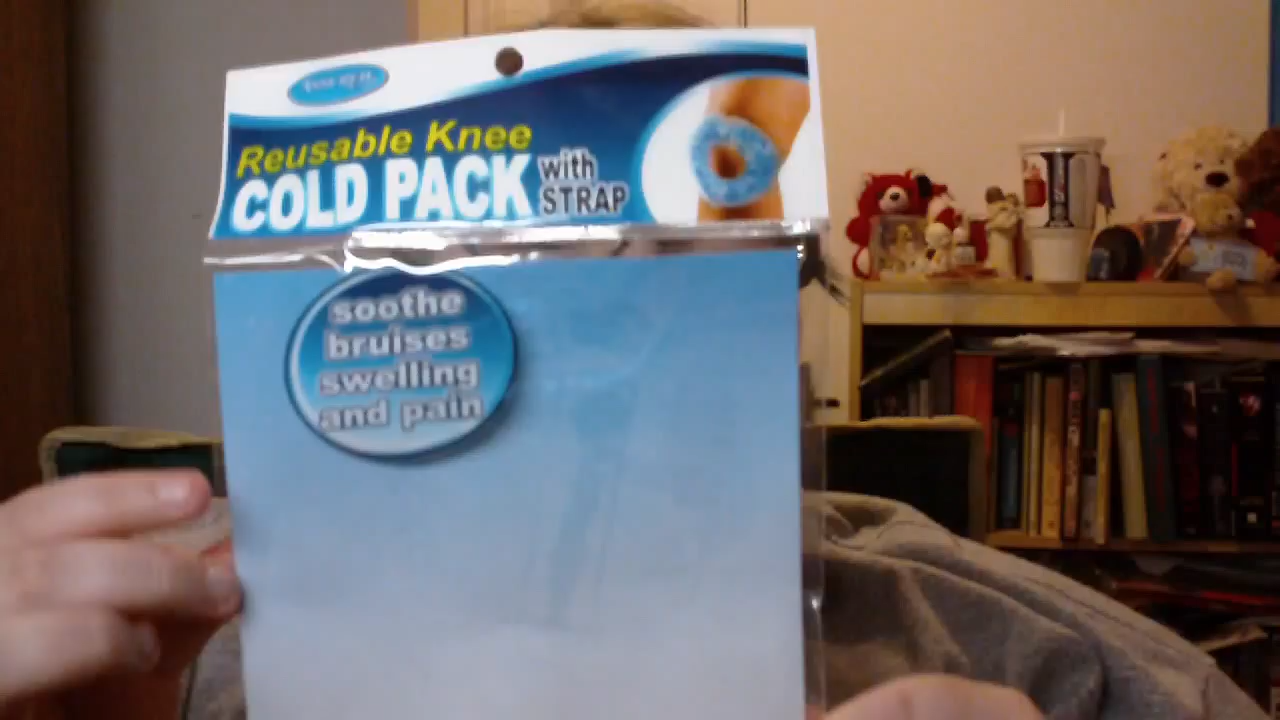 Reusable Knee
COLD PACK with STRAP
soothe
bruises
swelling
and pain